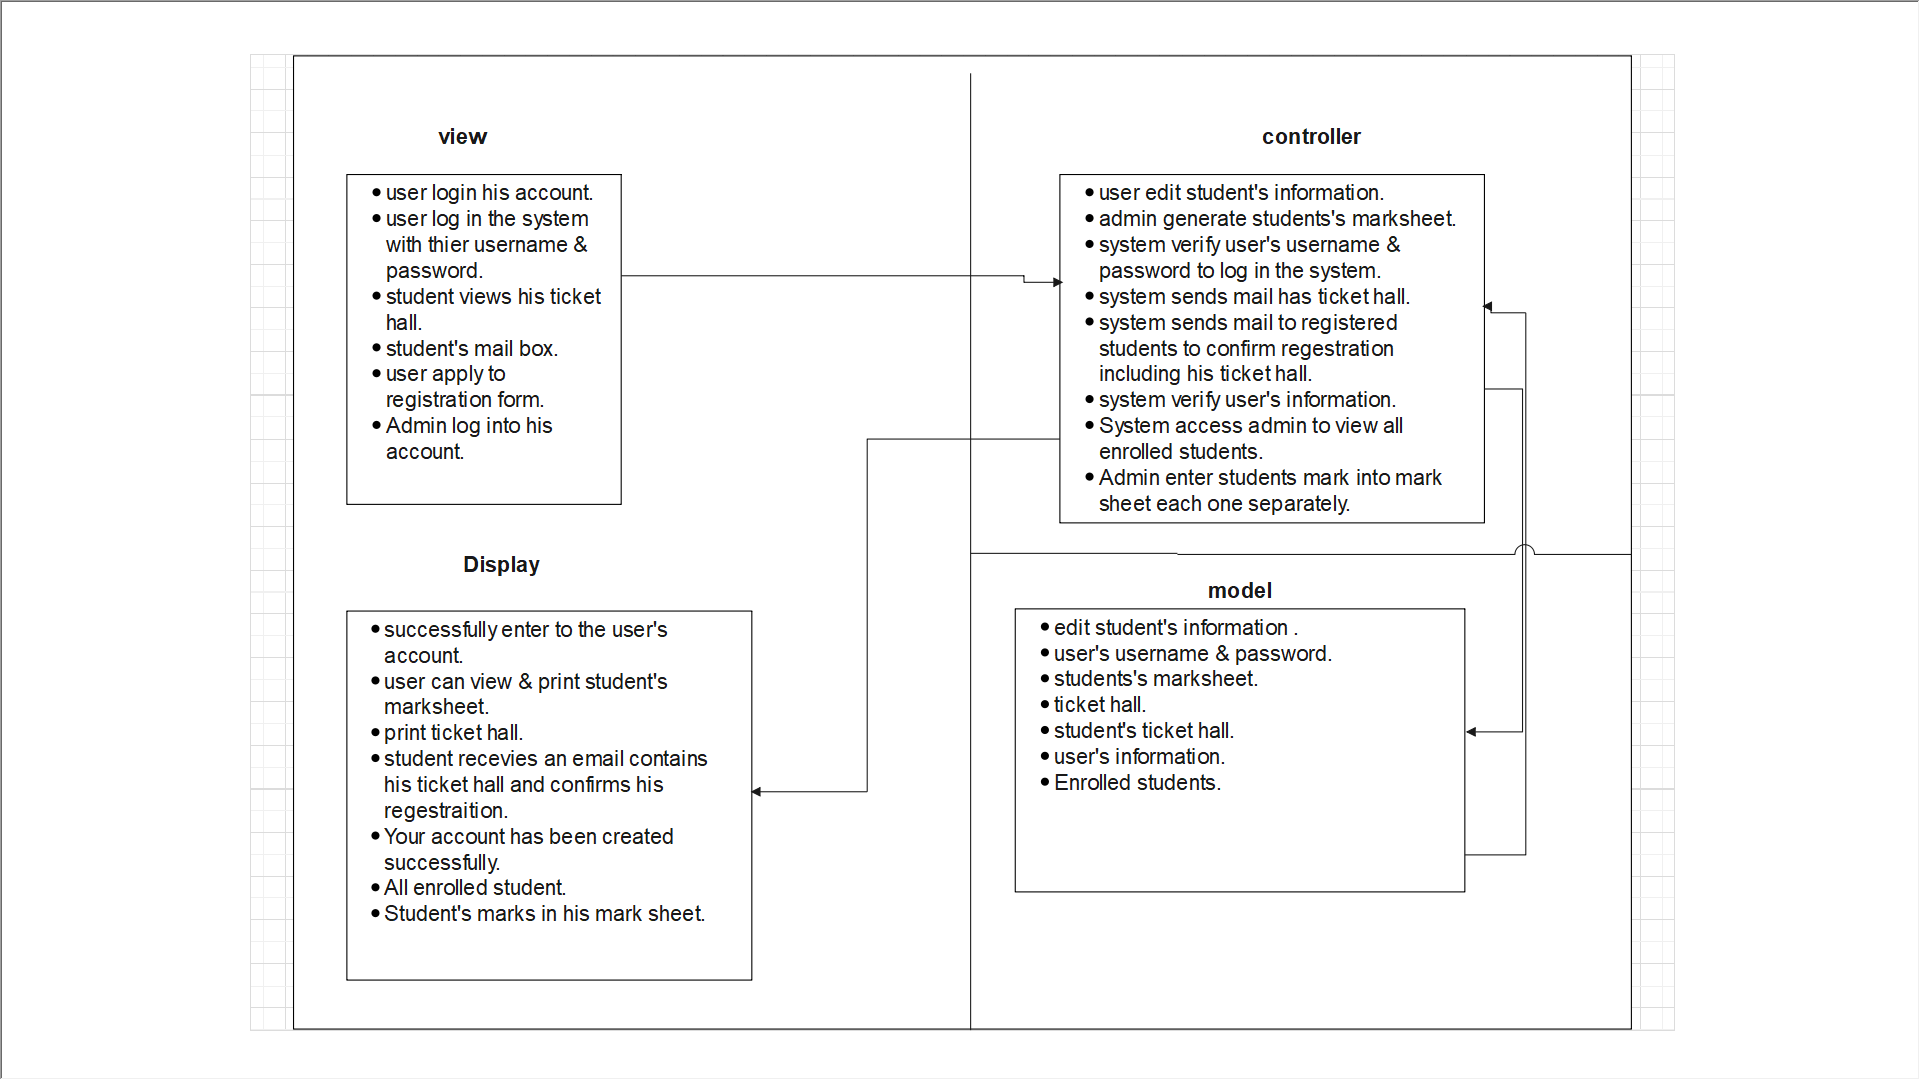 view
• user login his account.
• user log in the system
with thier username &
password.
• student views his ticket
hall.
• student's mail box.
• user apply to
registration form.
• Admin log into his
account.
controller
• user edit student's information.
• admin generate students's marksheet.
• system verify user's username &
password to log in the system.
• system sends mail has ticket hall.
• system sends mail to registered
students to confirm regestration
including his ticket hall.
• system verify user's information.
• System access admin to view all
enrolled students.
• Admin enter students mark into mark
sheet each one separately.
Display
• successfully enter to the user's
account.
• user can view & print student's
marksheet.
• print ticket hall.
• student recevies an email contains
his ticket hall and confirms his
regestraition.
• Your account has been created
successfully.
• All enrolled student.
• Student's marks in his mark sheet.
model
• edit student's information .
• user's username & password.
• students's marksheet.
• ticket hall.
• student's ticket hall.
• user's information.
• Enrolled students.